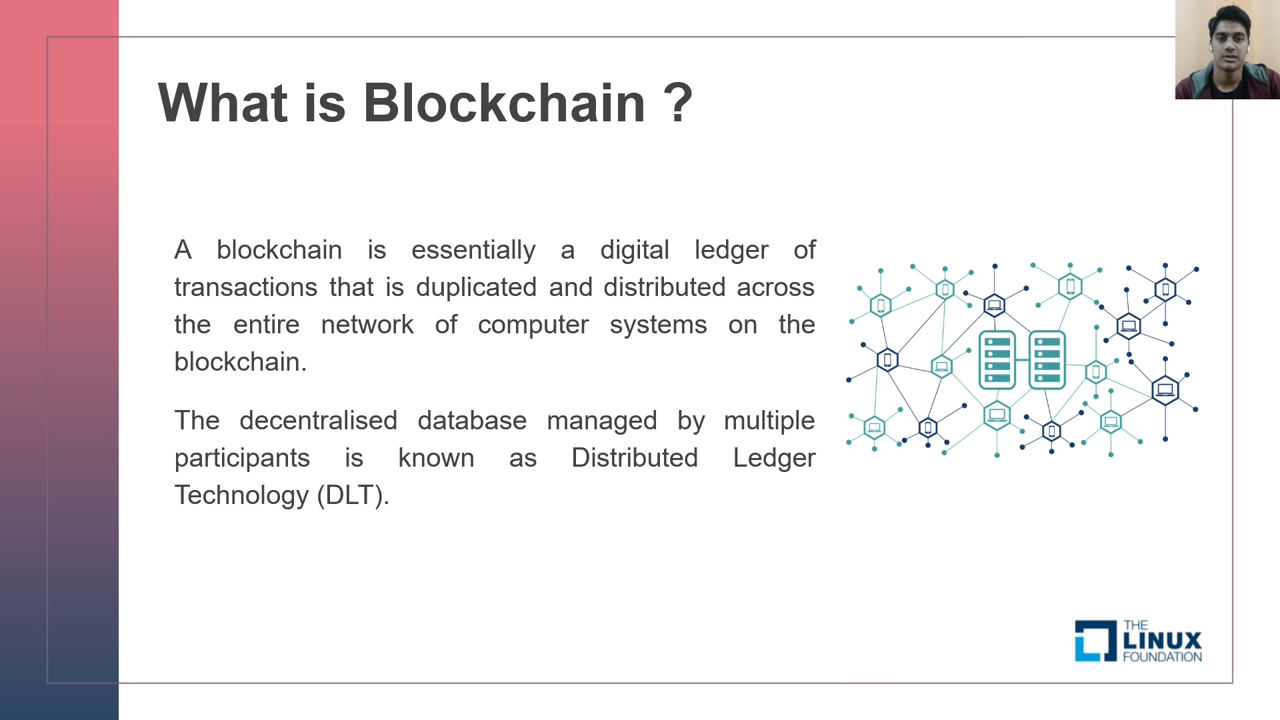 What is Blockchain ?
A blockchain is essentially a digital ledger of
transactions that is duplicated and distributed across
the entire network of computer systems on the
blockchain.
The decentralised database managed by multiple
participants is known as Distributed Ledger
Technology (DLT).
THE
LINUX
FOUNDATION